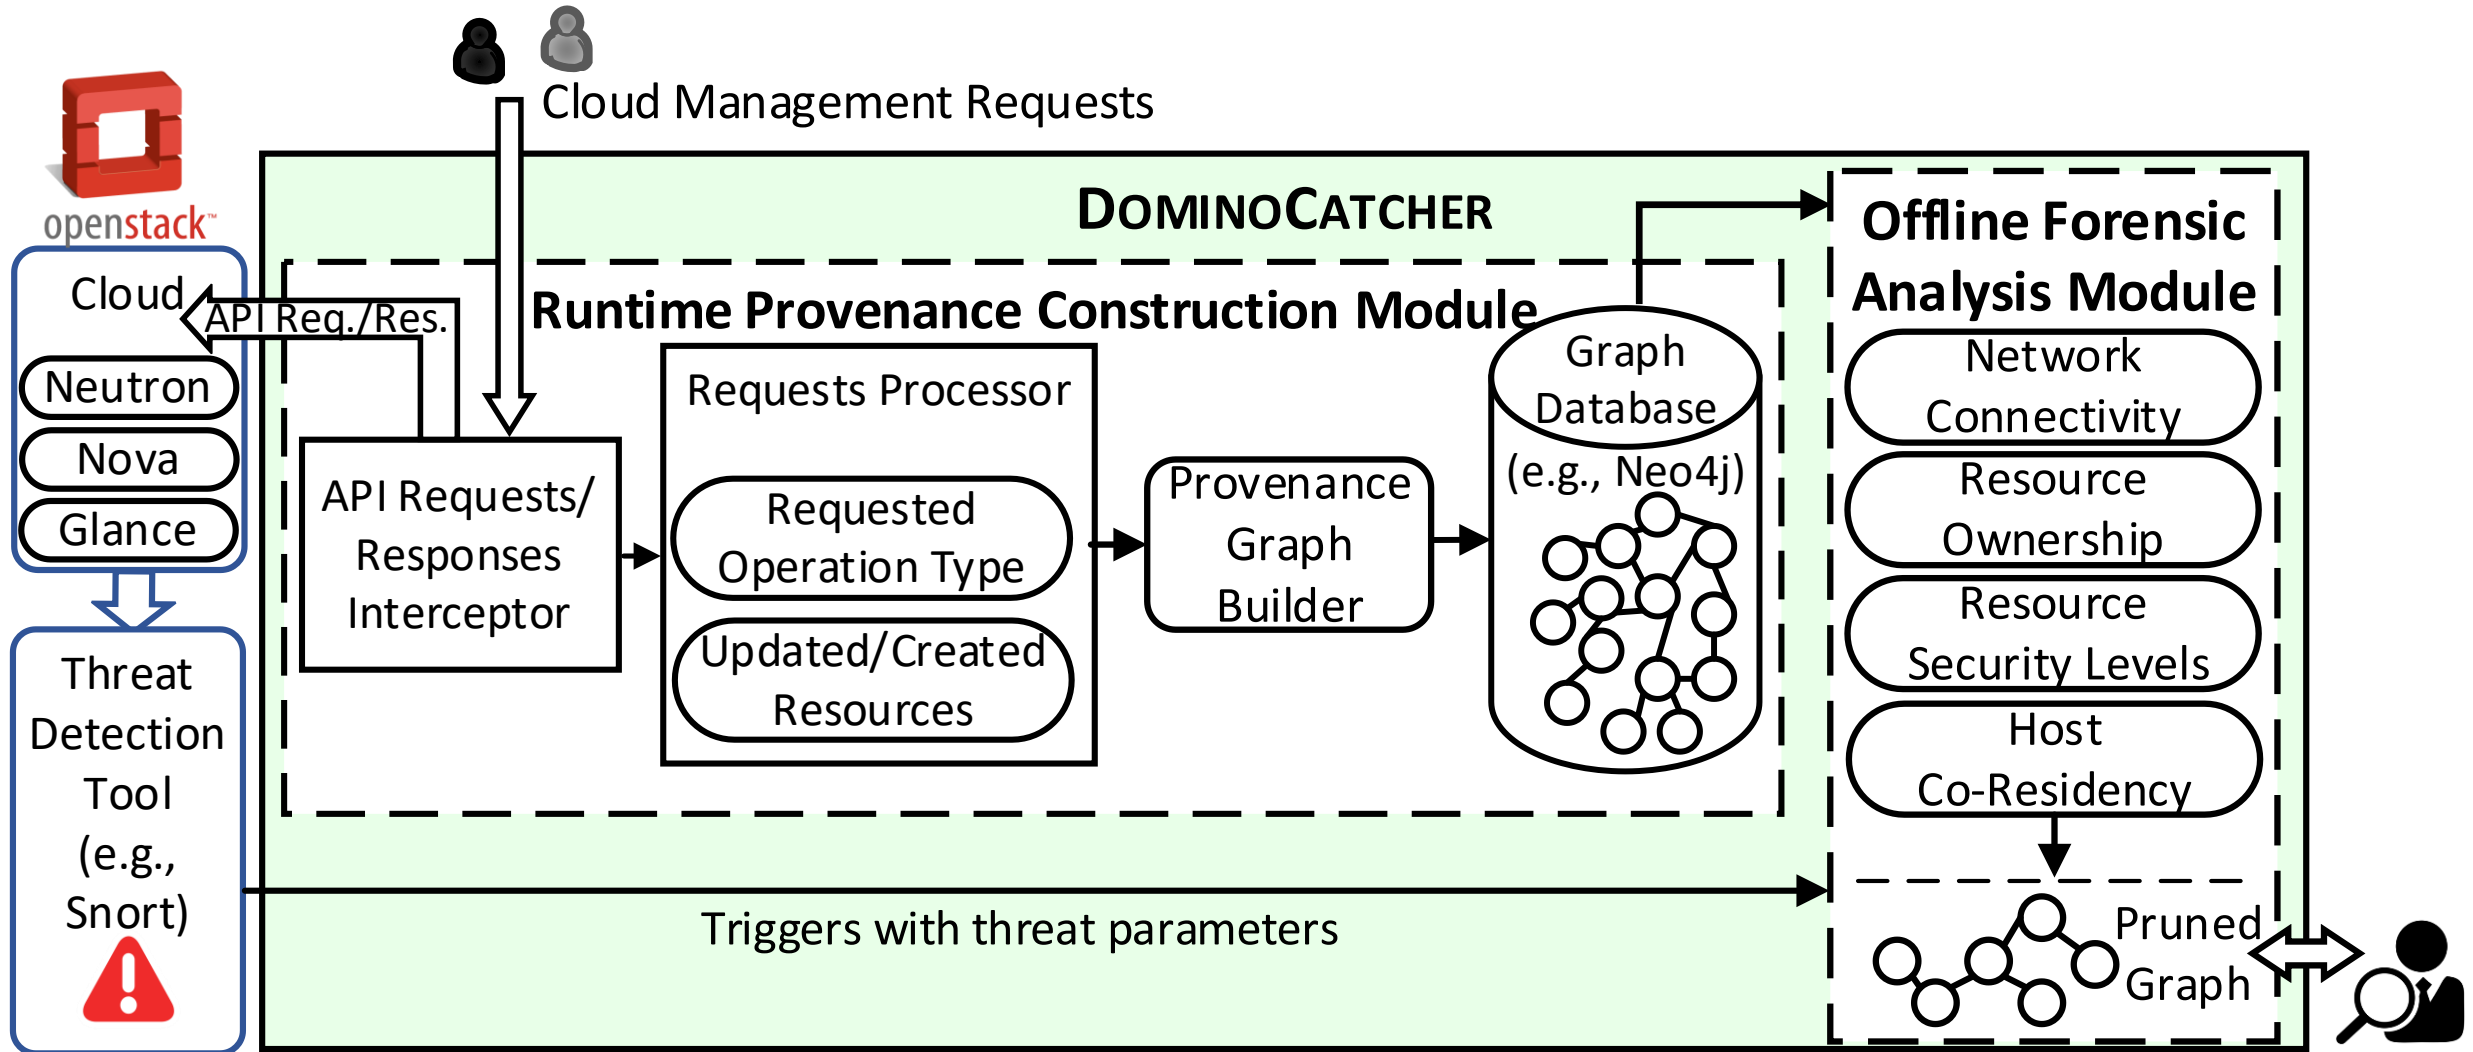 Cloud Management Requests
openstack™
DOMINOCATCHER
Cloud
API Req./Res.
Neutron
Nova
Glance
Threat
Detection
Tool
(e.g.,
Snort)
Runtime Provenance Construction Module
API Requests/
Responses
Interceptor
Requests Processor
Requested
Operation Type
Updated/Created
Resources
Provenance
Graph
Builder
Graph
Database
(e.g., Neo4j)
Triggers with threat parameters
Offline Forensic
Analysis Module
Network
Connectivity
Resource
Ownership
Resource
Security Levels
Host
Co-Residency
Pruned
Graph